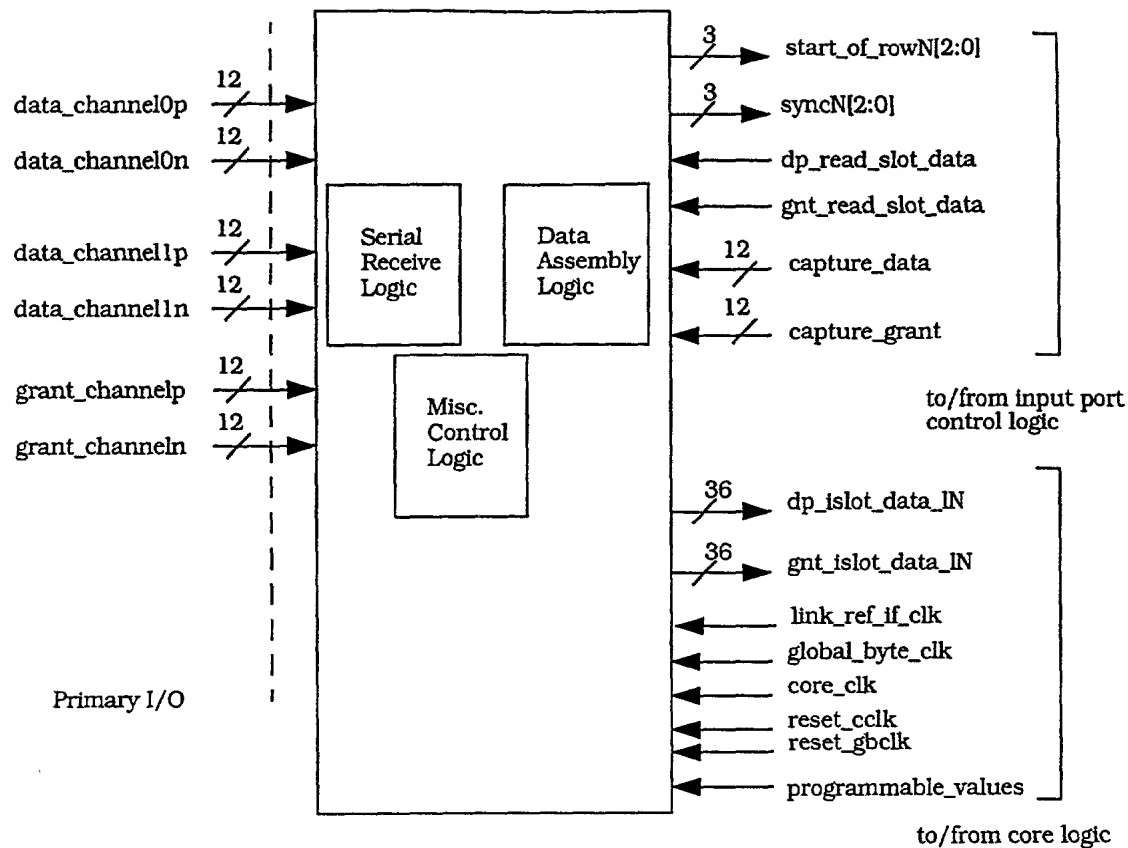 3
start_of_rowN[2:0]
12
data_channel0p
3
syncN[2:0]
12
data_channel0n
dp_read_slot_data
gnt_read_slot_data
12
data_channel1p
Serial
Receive
Logic
Data
Assembly
Logic
12
capture_data
12
data_channel1n
12
capture_grant
12
grant_channelp
12
grant_channeln
Misc.
Control
Logic
to/from input port
control logic
36
dp_islot_data_lN
36
gnt_islot_data_lN
link_ref_if_clk
global_byte_clk
core_clk
reset_cclk
reset_gbclk
programmable_values
Primary I/O
to/from core logic